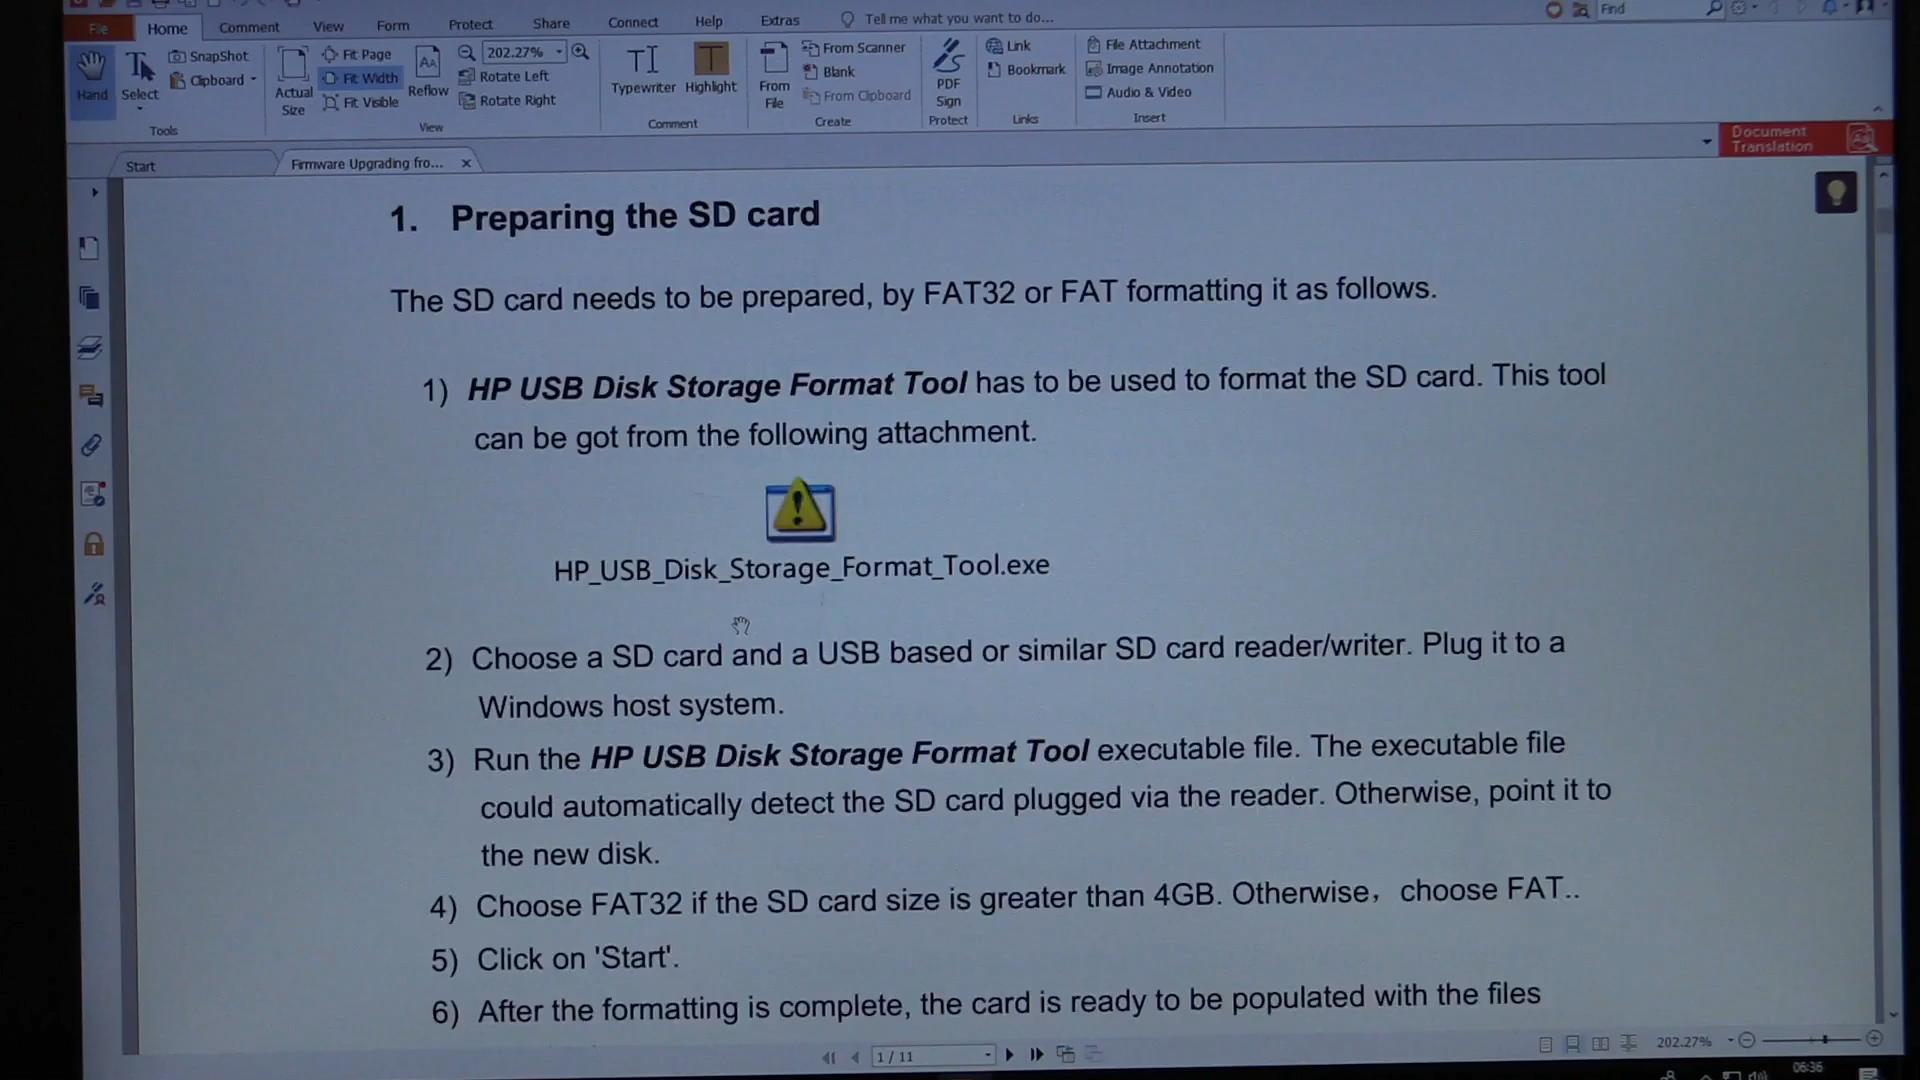 File Home Comment View Form Protect Share Connect Help Extras Tell me what you want to do... Find
Hand
Select
SnapShot
Clipboard
Tools
Actual
Size
Fit Page
Fit Width
Fit Visible
Reflow
202.27%
Rotate Left
Rotate Right
View
Typewriter
Highlight
Comment
From
File
From Scanner
Blank
From Clipboard
Create
PDF
Sign
Protect
Link
Bookmark
Links
File Attachment
Image Annotation
Audio & Video
Insert
Document
Translation
Start
Firmware Upgrading fro...
1. Preparing the SD card
The SD card needs to be prepared, by FAT32 or FAT formatting it as follows.
1) HP USB Disk Storage Format Tool has to be used to format the SD card. This tool
can be got from the following attachment.
HP_USB_Disk_Storage_Format_Tool.exe
2) Choose a SD card and a USB based or similar SD card reader/writer. Plug it to a
Windows host system.
3) Run the HP USB Disk Storage Format Tool executable file. The executable file
could automatically detect the SD card plugged via the reader. Otherwise, point it to
the new disk.
4) Choose FAT32 if the SD card size is greater than 4GB. Otherwise，choose FAT..
5) Click on 'Start'.
6) After the formatting is complete, the card is ready to be populated with the files
1 / 11
202.27%
06:36